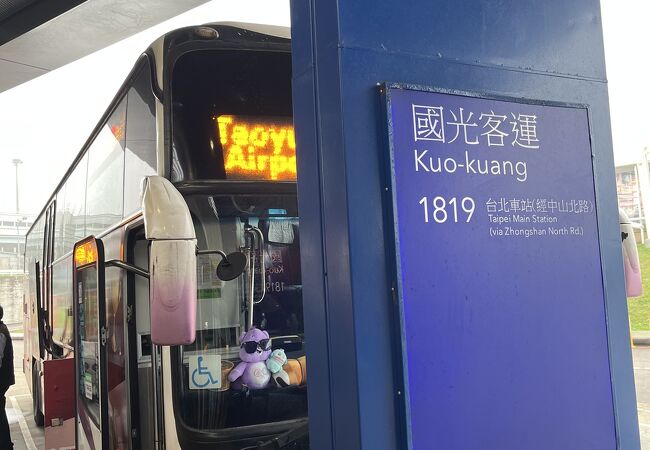 Taoyu
Airpo
國光客運
Kuo-kuang
1819 台北車站(經中山北路)
Taipei Main Station
(via Zhongshan North Rd.)